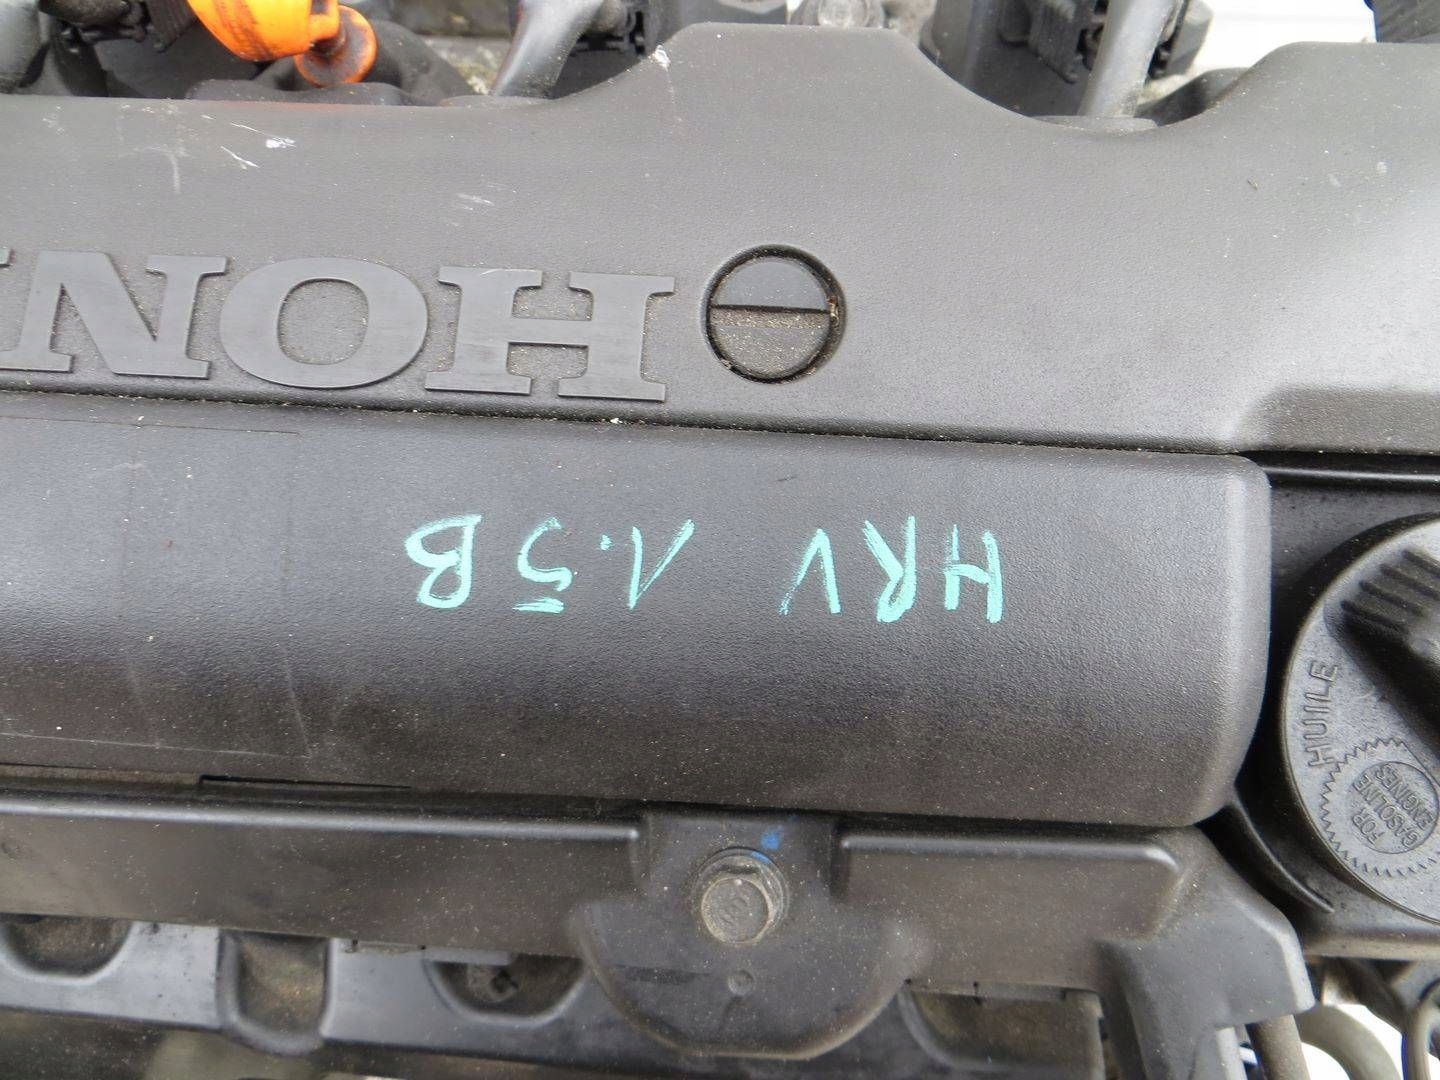 HON
HRV 1.5B
HUILE
FOR
GASOLINE
ENGINES